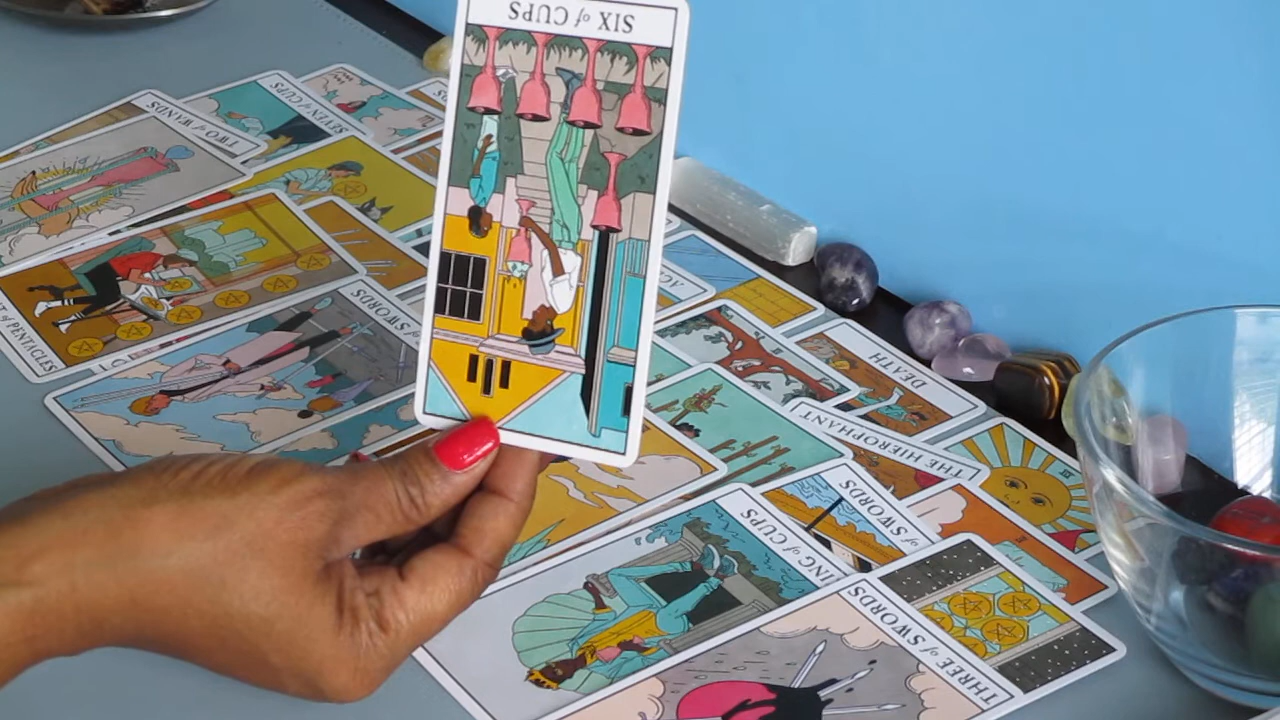 SIX of CUPS
SEVEN of CUPS
TWO of WANDS
of PENTACLES
of SWORDS
DEATH
THE HIEROPHANT
of SWORDS
KING of CUPS
THREE of SWORDS